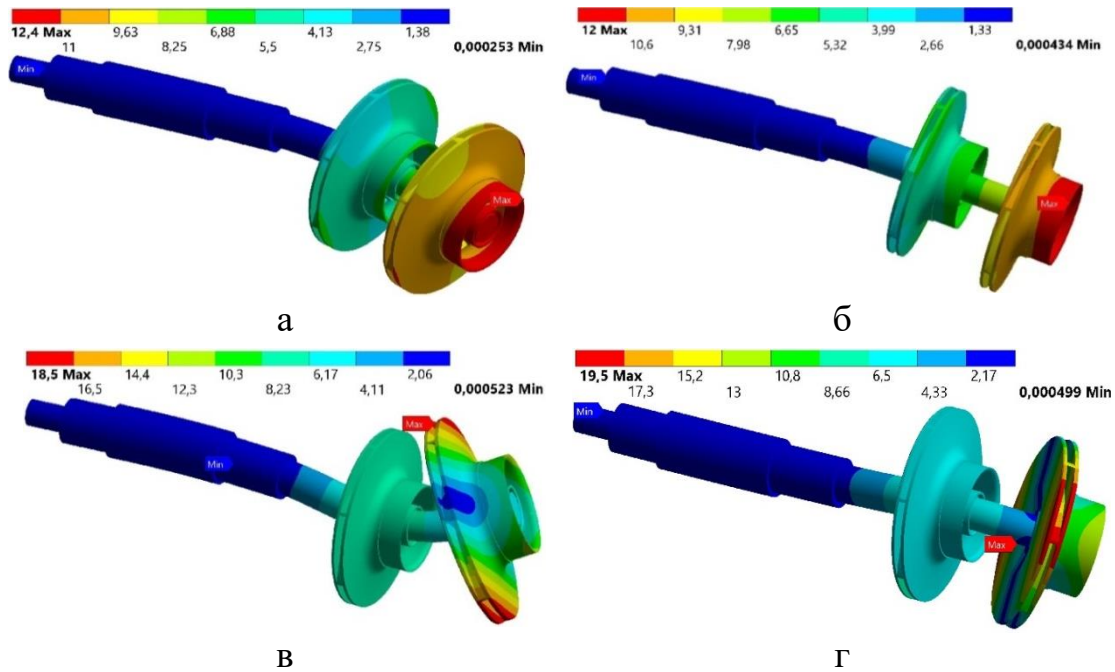 12,4 Max 9,63 6,88 4,13 1,38
11 8,25 5,5 2,75 0,000253 Min
Min
Max
а
12 Max 9,31 6,65 3,99 1,33
10,6 7,98 5,32 2,66 0,000434 Min
Min
Max
б
18,5 Max 14,4 10,3 6,17 2,06
16,5 12,3 8,23 4,11 0,000523 Min
Max
Min
в
19,5 Max 15,2 10,8 6,5 2,17
17,3 13 8,66 4,33 0,000499 Min
Min
Max
г